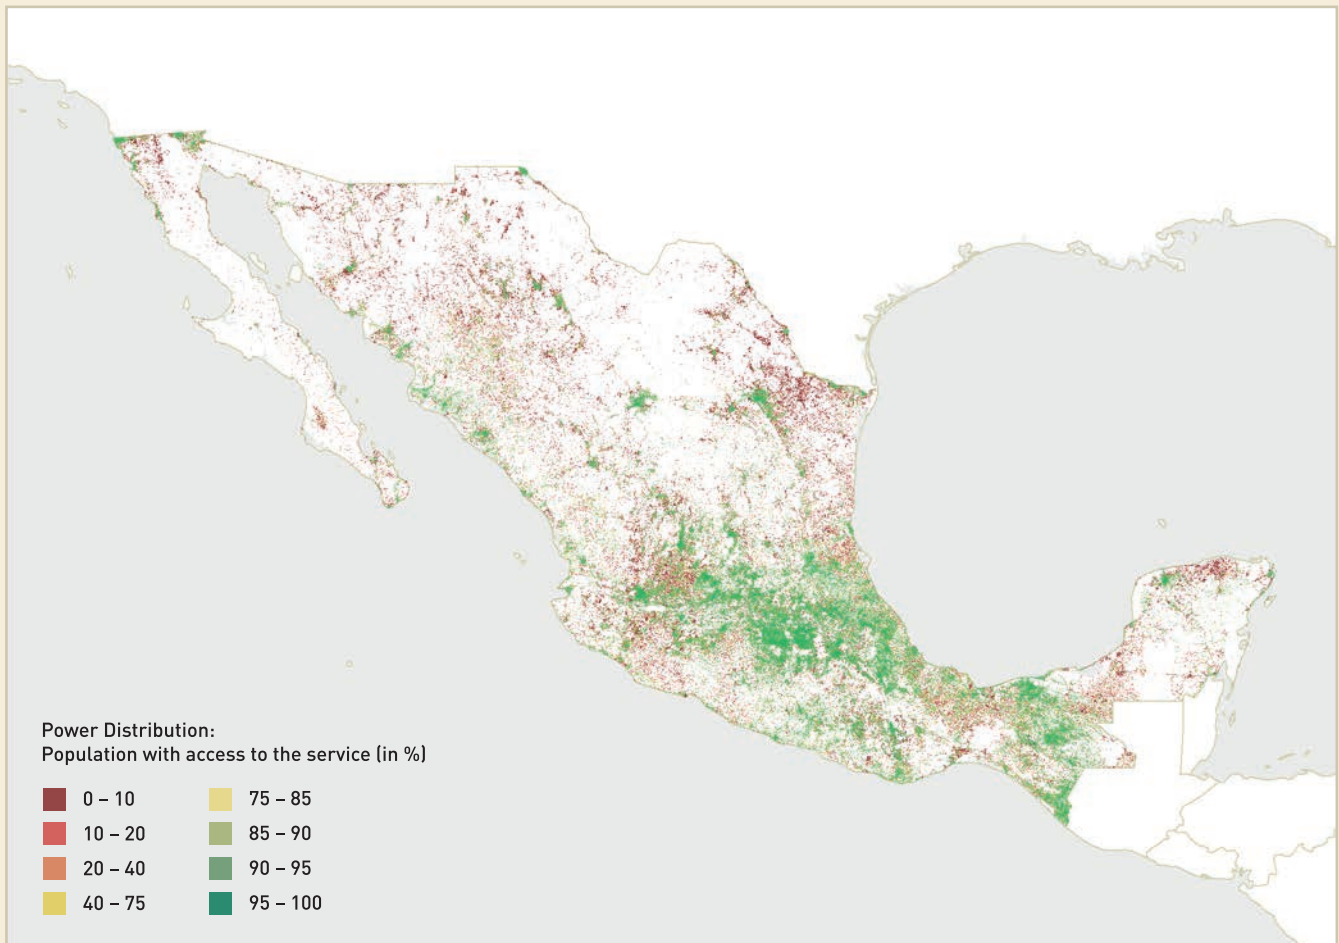 Power Distribution:
Population with access to the service (in %)
0 – 10
10 – 20
20 – 40
40 – 75
75 – 85
85 – 90
90 – 95
95 – 100